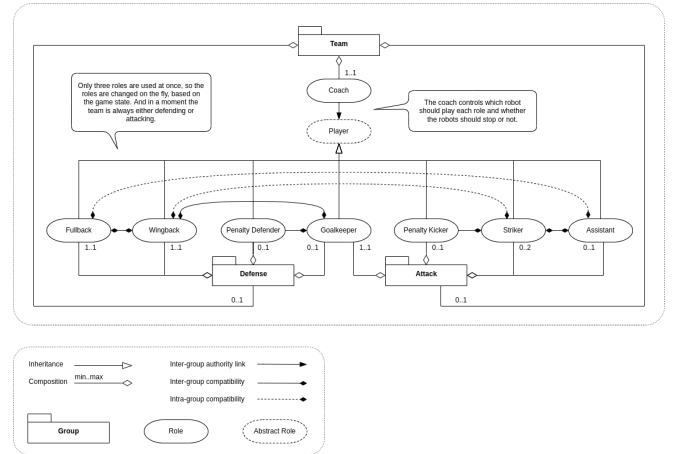 Team
1..1
Coach
Only three roles are used at once, so the
roles are changed on the fly, based on
the game state. And in a moment the
team is always either defending or
attacking.
The coach controls which robot
should play each role and whether
the robots should stop or not.
Player
Fullback
Wingback
Penalty Defender
Goalkeeper
Penalty Kicker
Striker
Assistant
1..1
1..1
0..1
0..1
1..1
0..1
0..2
0..1
Defense
Attack
0..1
0..1
Inheritance
Composition
min..max
Inter-group authority link
Inter-group compatibility
Intra-group compatibility
Group
Role
Abstract Role